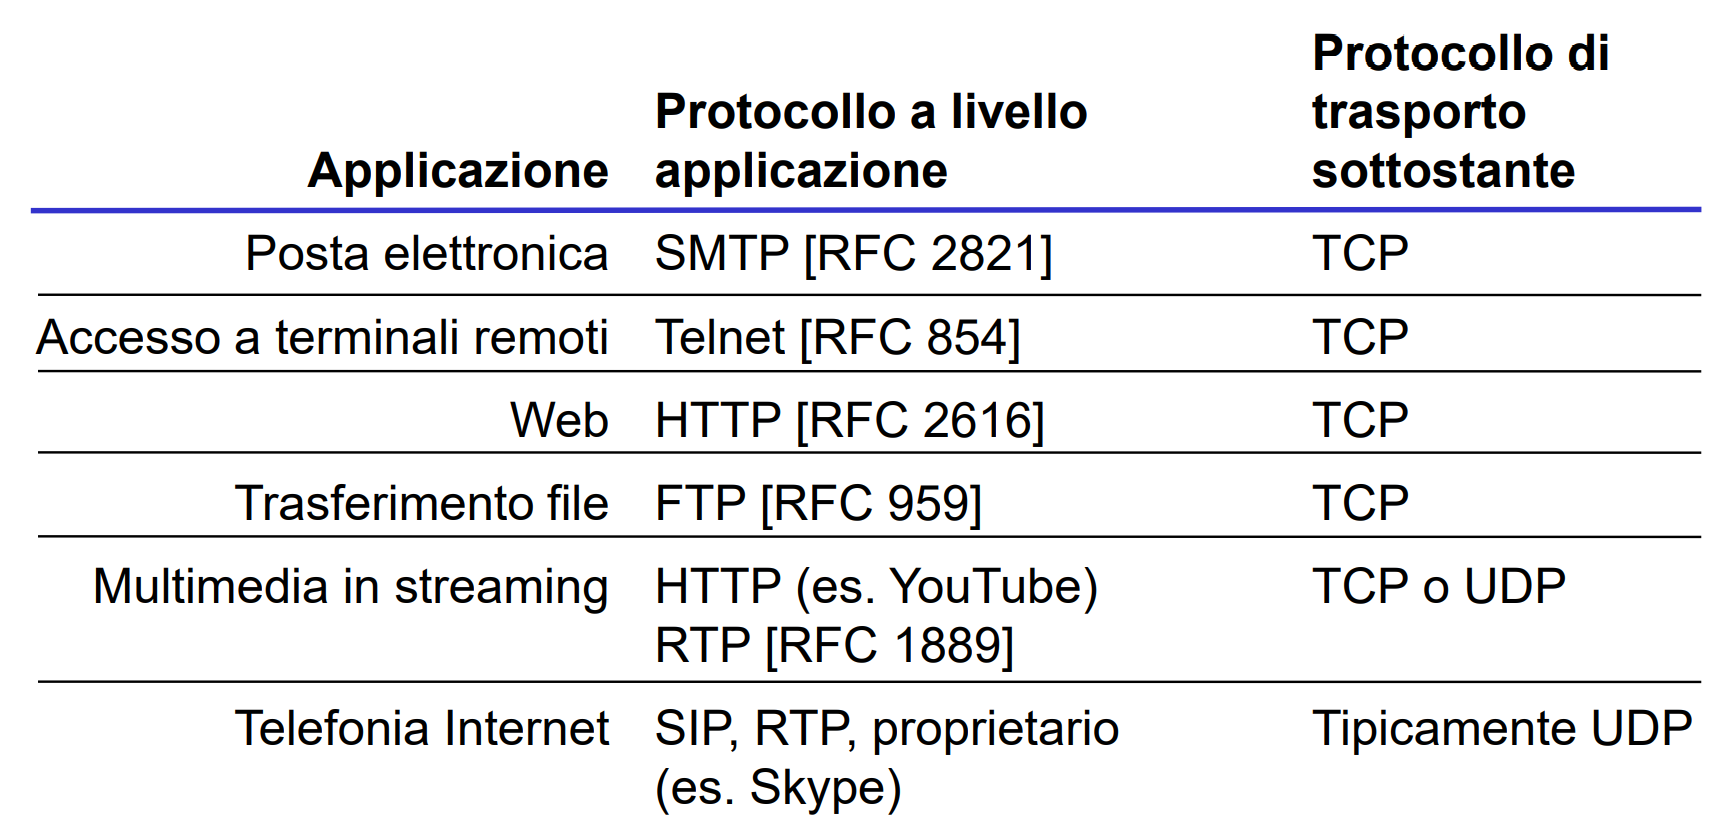 Applicazione
Protocollo a livello
applicazione
Protocollo di
trasporto
sottostante
Posta elettronica SMTP [RFC 2821] TCP
Accesso a terminali remoti Telnet [RFC 854] TCP
Web HTTP [RFC 2616] TCP
Trasferimento file FTP [RFC 959] TCP
Multimedia in streaming HTTP (es. YouTube) TCP o UDP
RTP [RFC 1889]
Telefonia Internet SIP, RTP, proprietario Tipicamente UDP
(es. Skype)